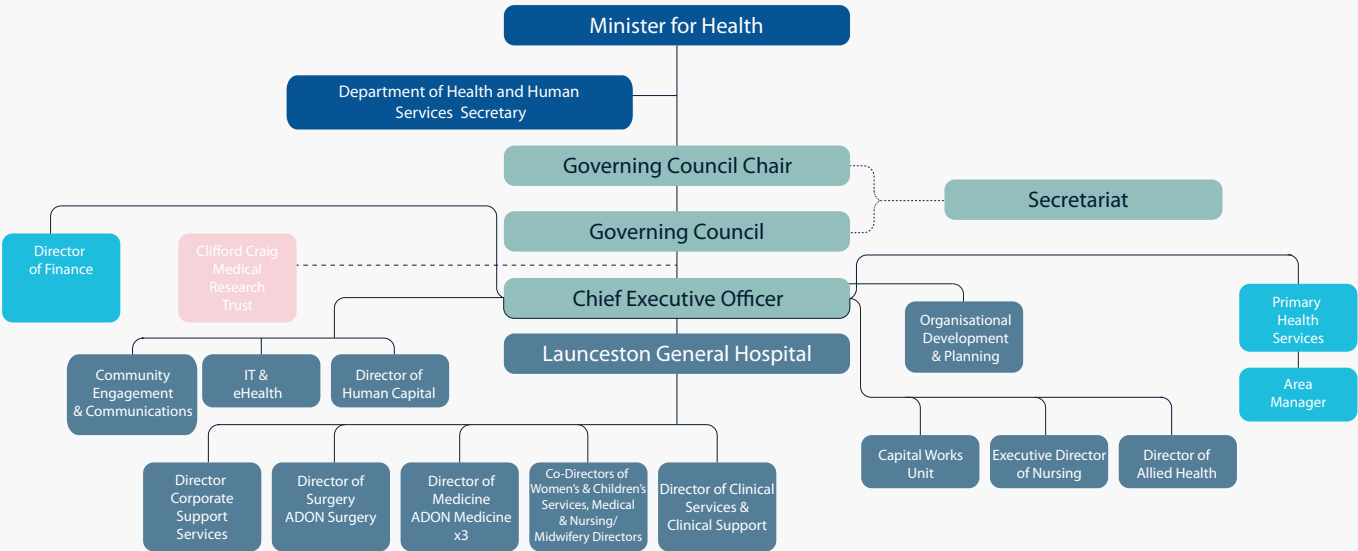 Minister for Health
Department of Health and Human
Services Secretary
Governing Council Chair
Secretariat
Governing Council
Director
of Finance
Clifford Craig
Medical
Research
Trust
Chief Executive Officer
Primary
Health
Services
Organisational
Development
& Planning
Launceston General Hospital
Community
Engagement
& Communications
IT &
eHealth
Director of
Human Capital
Area
Manager
Capital Works
Unit
Executive Director
of Nursing
Director of
Allied Health
Director
Corporate
Support
Services
Director of
Surgery
ADON Surgery
Director of
Medicine
ADON Medicine
x3
Co-Directors of
Women's & Children's
Services, Medical
& Nursing/
Midwifery Directors
Director of Clinical
Services &
Clinical Support